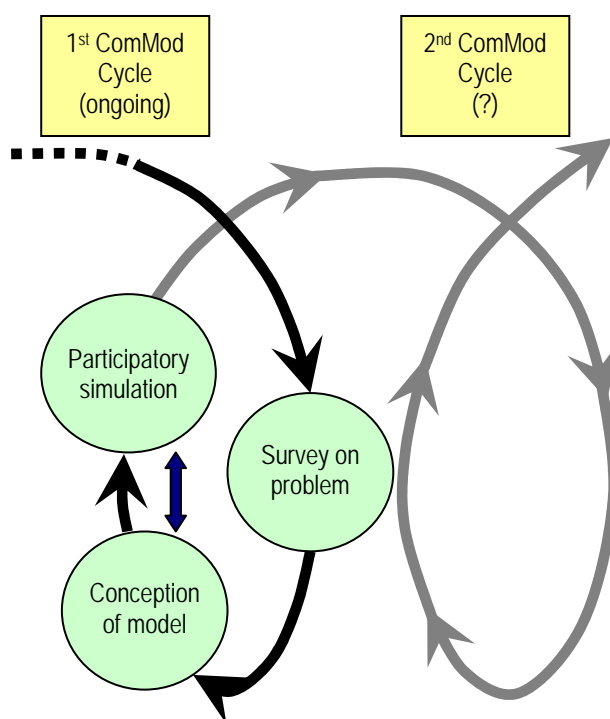 1st ComMod
Cycle
(ongoing)
2nd ComMod
Cycle
(?)
Participatory
simulation
Survey on
problem
Conception
of model